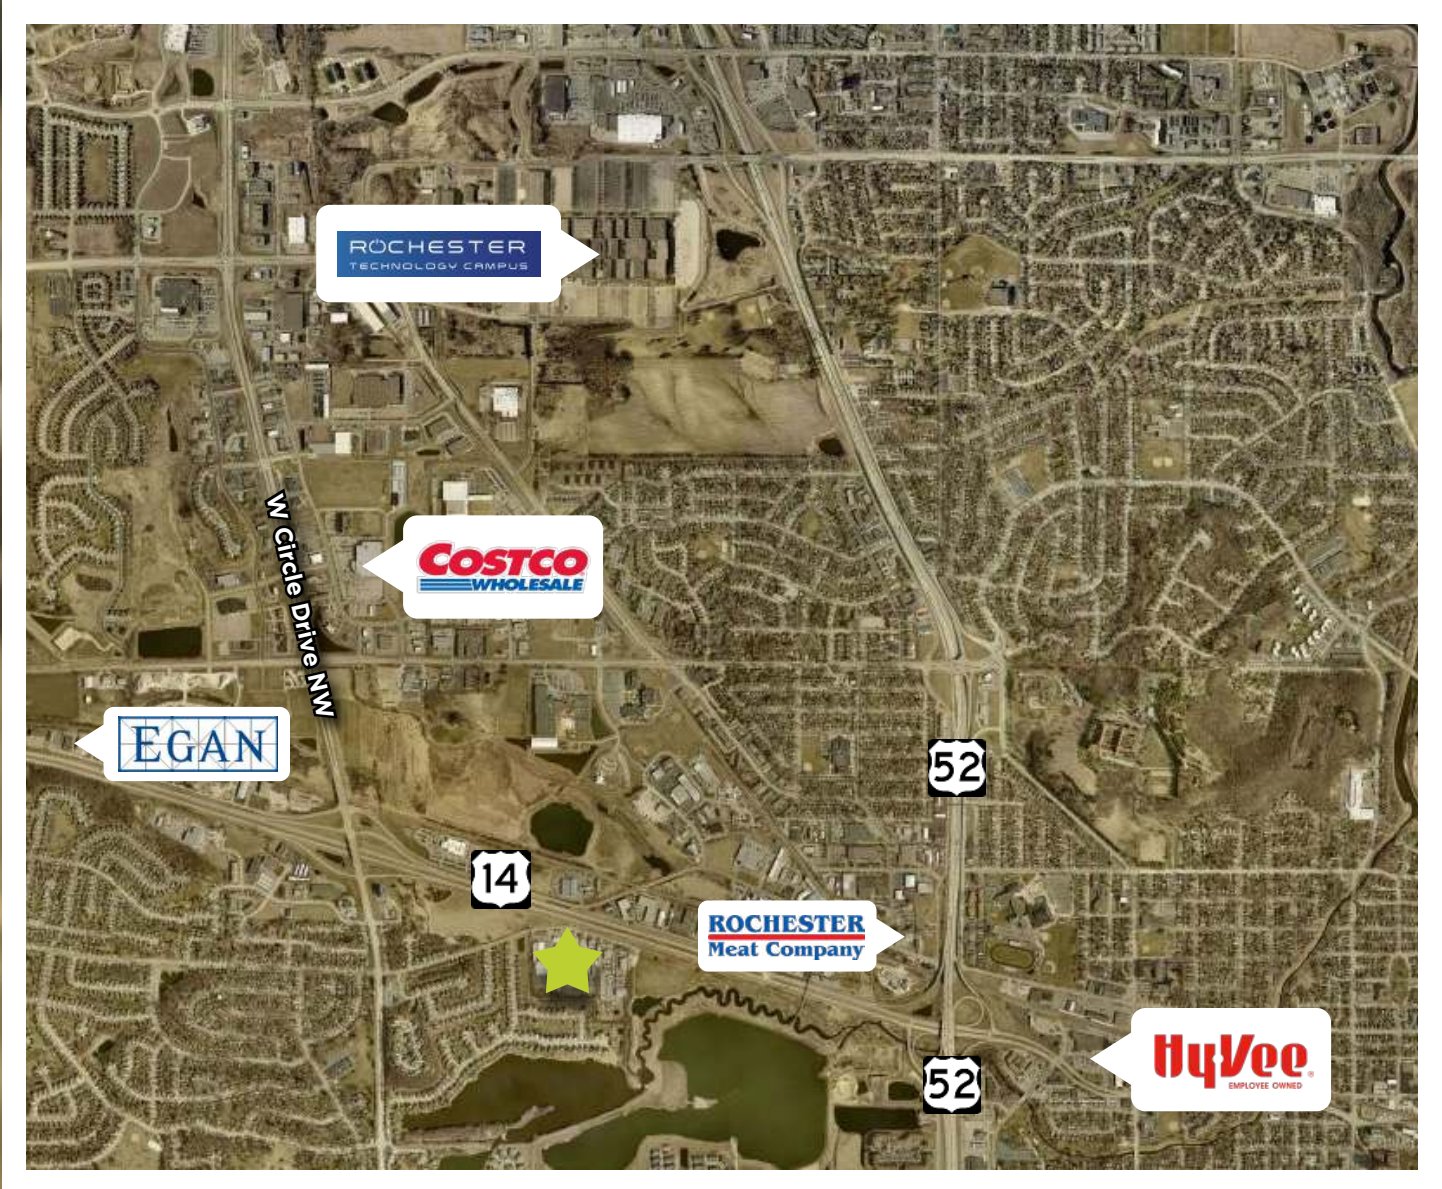 ROCHESTER
TECHNOLOGY CAMPUS
W Circle Drive NW
COSTCO
WHOLESALE
EGAN
52
14
ROCHESTER
Meat Company
HyVee
EMPLOYEE OWNED
52